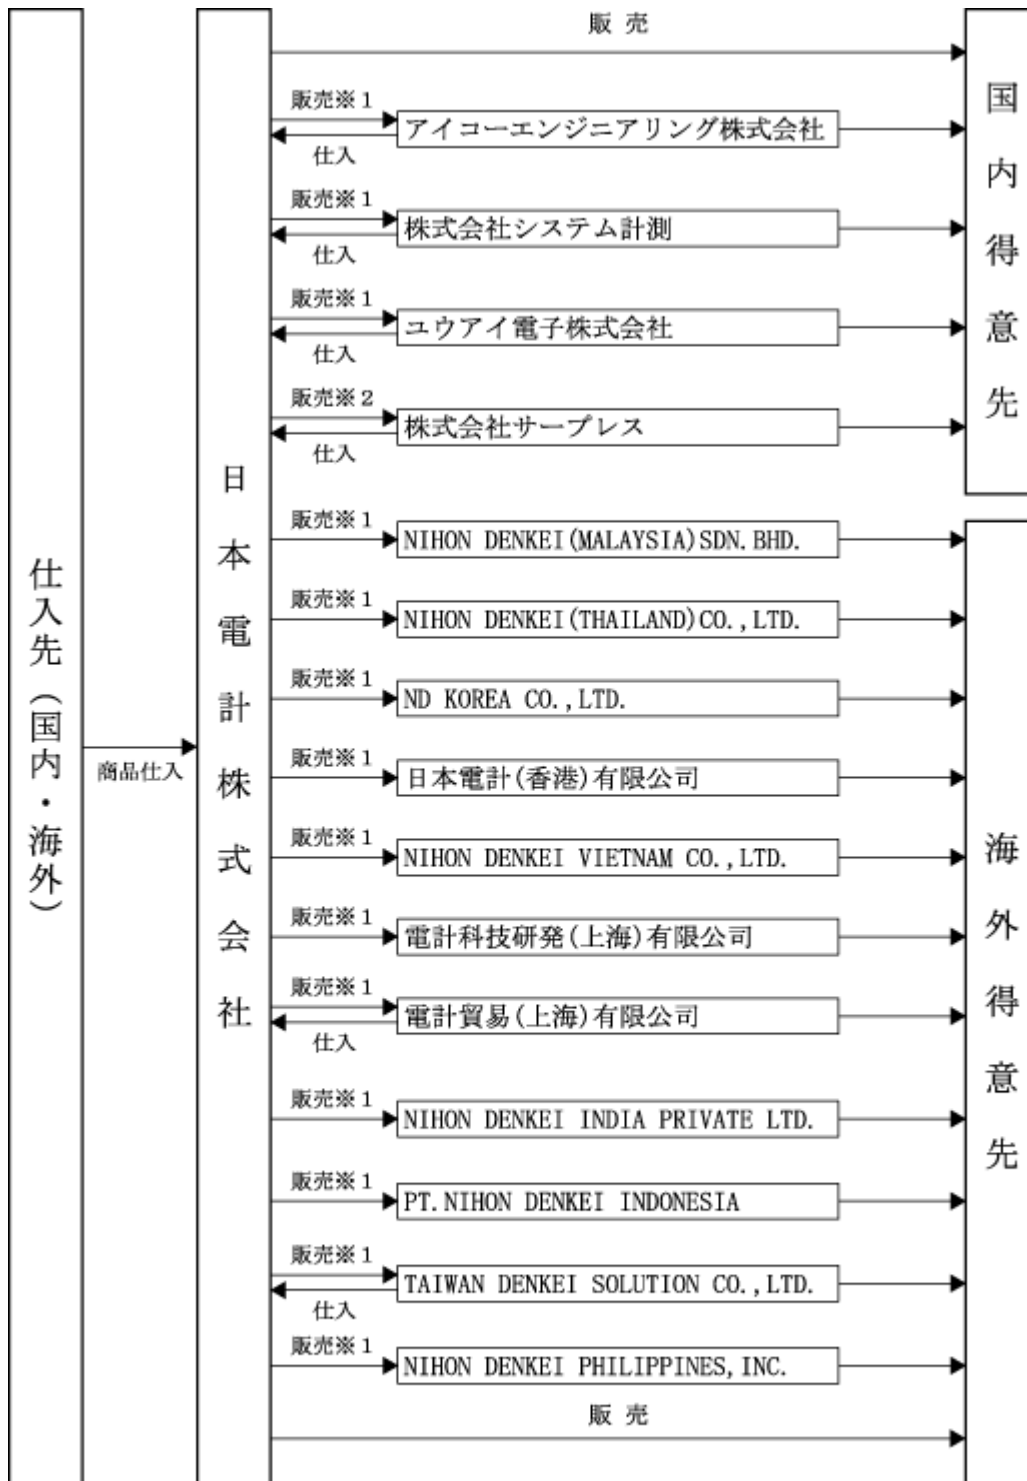 仕入先（国内・海外）
商品仕入
日本電計株式会社
販 売
国内得意先
販売※１
アイコーエンジニアリング株式会社
仕入
販売※１
株式会社システム計測
仕入
販売※１
ユウアイ電子株式会社
仕入
販売※２
株式会社サープレス
仕入
販売※１
NIHON DENKEI(MALAYSIA)SDN.BHD.
販売※１
NIHON DENKEI(THAILAND)CO.,LTD.
販売※１
ND KOREA CO.,LTD.
販売※１
日本電計(香港)有限公司
販売※１
NIHON DENKEI VIETNAM CO.,LTD.
販売※１
電計科技研発(上海)有限公司
販売※１
電計貿易(上海)有限公司
仕入
販売※１
NIHON DENKEI INDIA PRIVATE LTD.
販売※１
PT.NIHON DENKEI INDONESIA
販売※１
TAIWAN DENKEI SOLUTION CO.,LTD.
仕入
販売※１
NIHON DENKEI PHILIPPINES,INC.
販 売
海外得意先